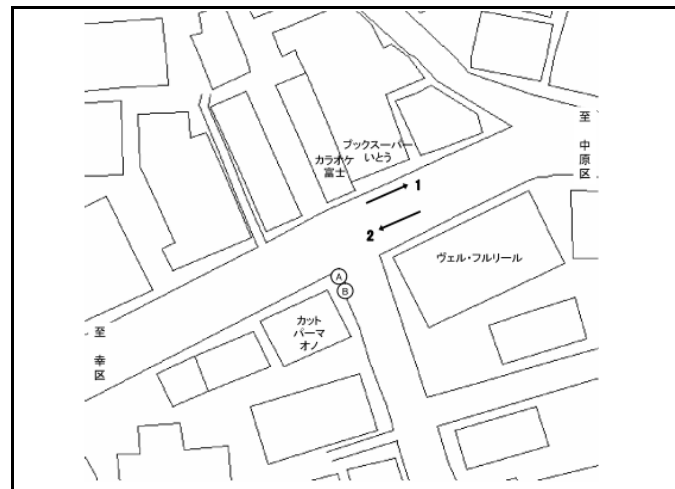 至
中
原
区
ブックスーパー
いとう
カラオケ
富士
1
2
ヴェル・フルリール
A
B
カット
パーマ
オノ
至
幸
区